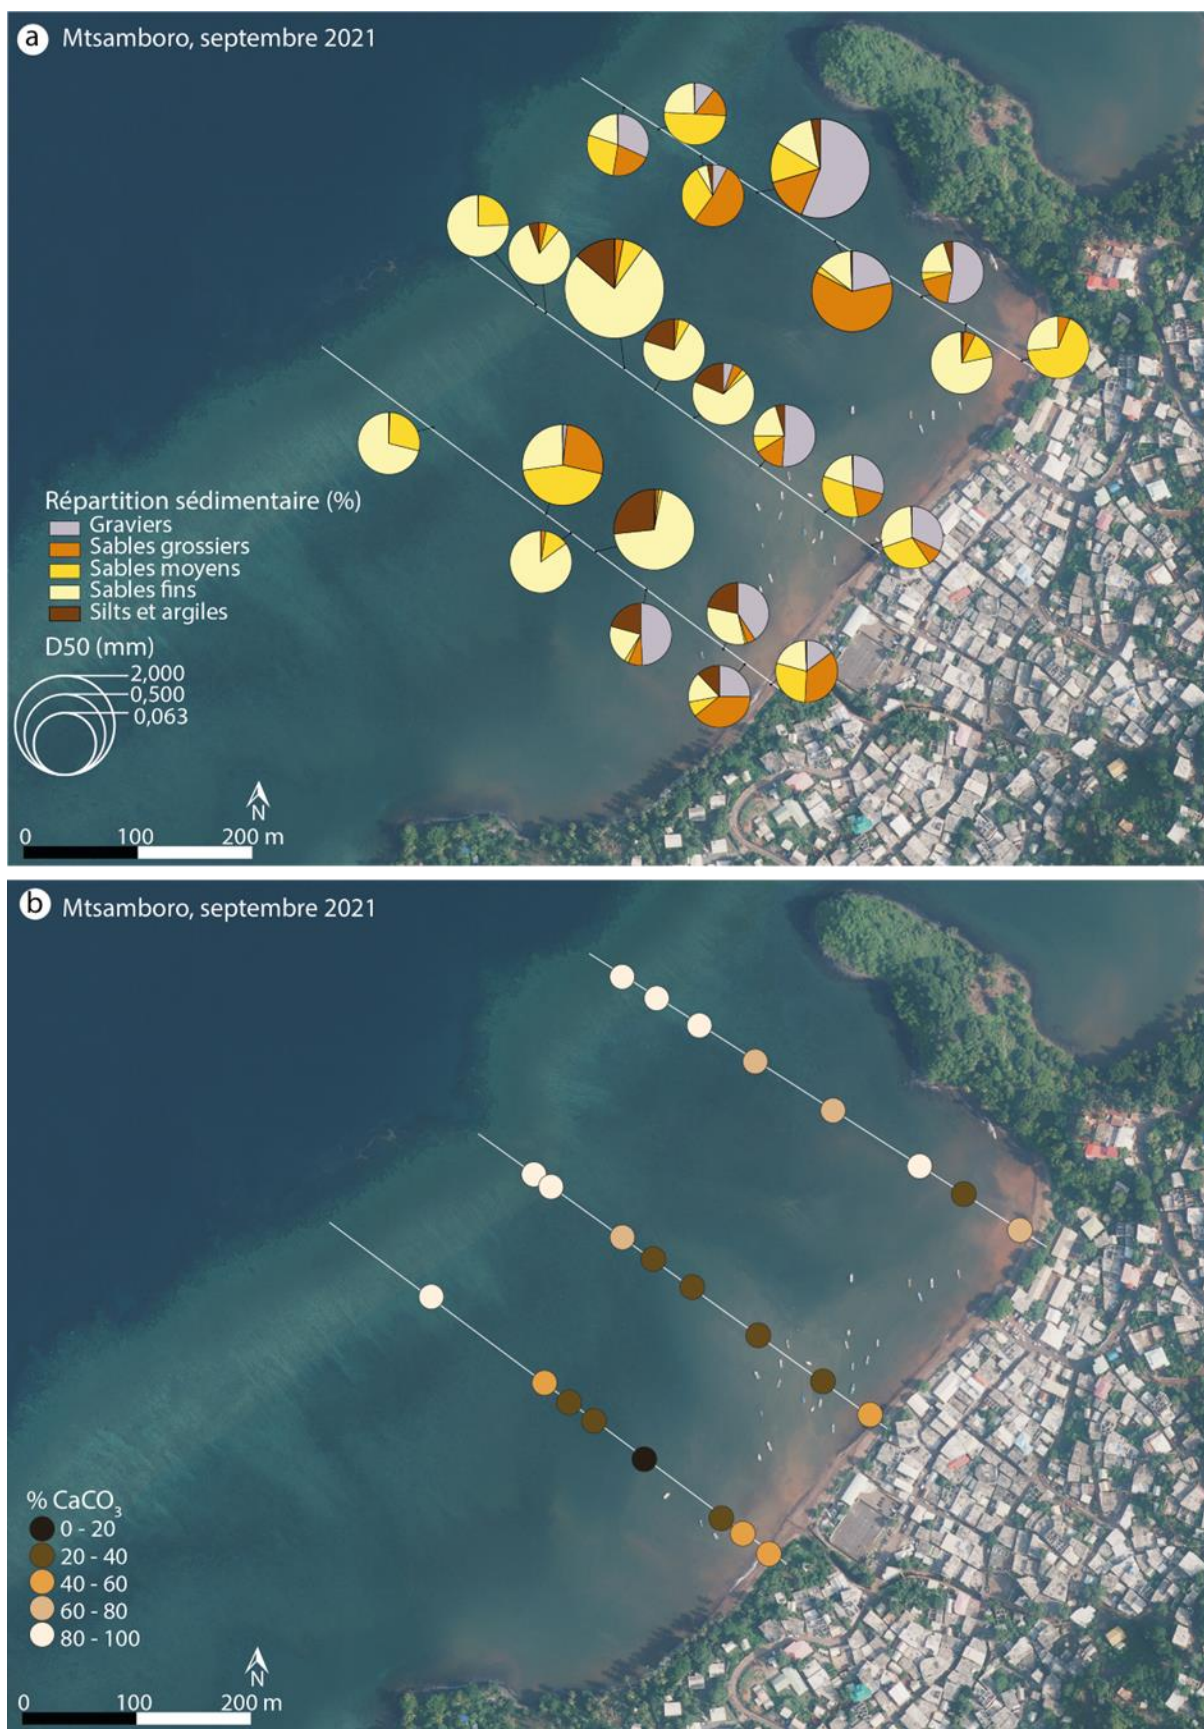 a Mtsamboro, septembre 2021
Répartition sédimentaire (%)
Graviers
Sables grossiers
Sables moyens
Sables fins
Silts et argiles
D50 (mm)
2,000
0,500
0,063
N
0 100 200 m
b Mtsamboro, septembre 2021
% CaCO₃
0 - 20
20 - 40
40 - 60
60 - 80
80 - 100
N
0 100 200 m